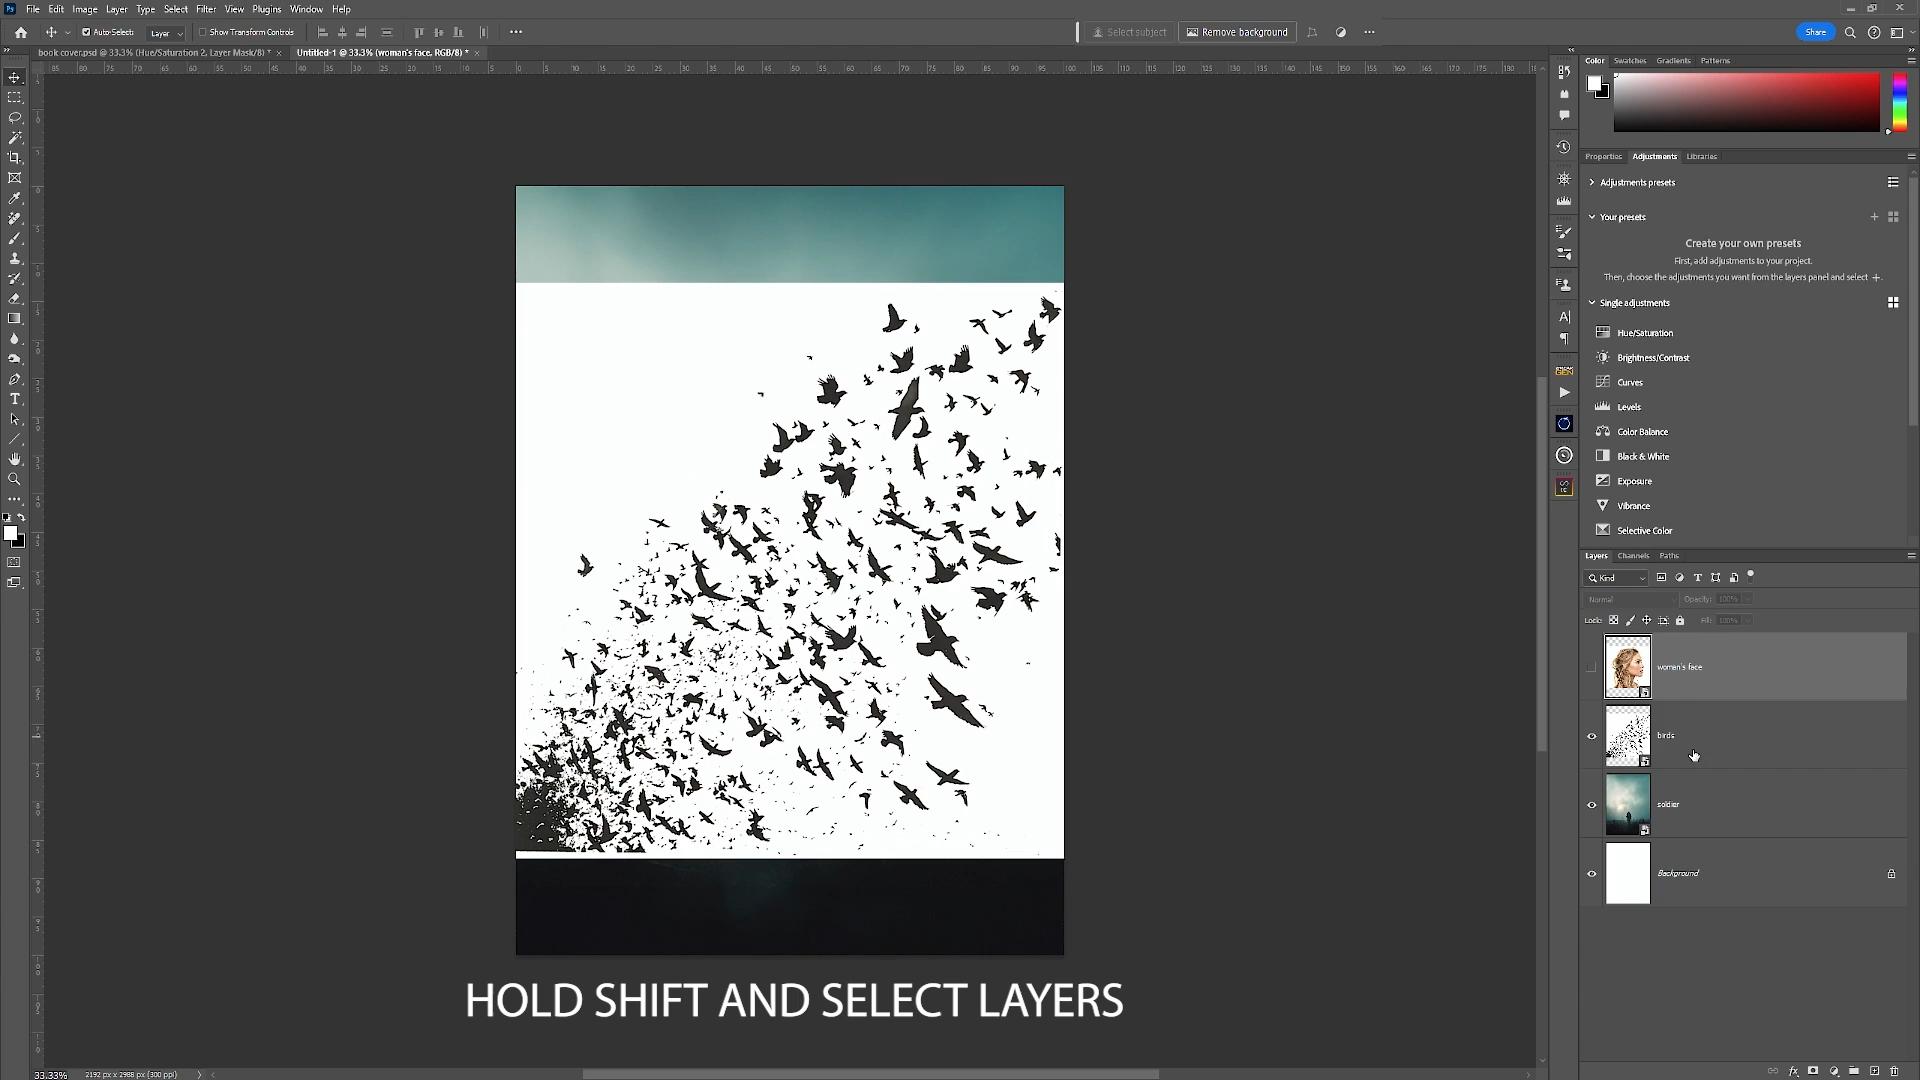 Ps File Edit Image Layer Type Select Filter View Plugins Window Help
Auto-Select: Layer Show Transform Controls Select subject Remove background Share
book cover.psd @ 33.3% (Hue/Saturation 2, Layer Mask/8) * × Untitled-1 @ 33.3% (woman's face, RGB/8) * ×
Color Swatches Gradients Patterns
Properties Adjustments Libraries
Adjustments presets
Your presets
Create your own presets
First, add adjustments to your project.
Then, choose the adjustments you want from the layers panel and select +.
Single adjustments
Hue/Saturation
Brightness/Contrast
Curves
Levels
Color Balance
Black & White
Exposure
Vibrance
Selective Color
Layers Channels Paths
Kind
Normal Opacity: 100%
Lock: Fill: 100%
woman's face
birds
soldier
Background
HOLD SHIFT AND SELECT LAYERS
33.33% 2192 px x 2988 px (300 ppi)